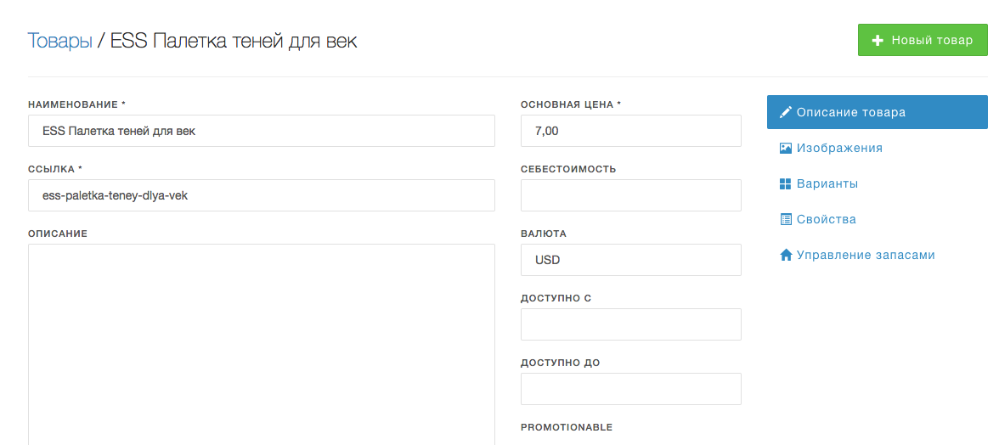 Товары / ESS Палетка теней для век
Новый товар
НАИМЕНОВАНИЕ *
ESS Палетка теней для век
ССЫЛКА *
ess-paletka-teney-dlya-vek
ОПИСАНИЕ
ОСНОВНАЯ ЦЕНА *
7,00
СЕБЕСТОИМОСТЬ
ВАЛЮТА
USD
ДОСТУПНО С
ДОСТУПНО ДО
PROMOTIONABLE
Описание товара
Изображения
Варианты
Свойства
Управление запасами